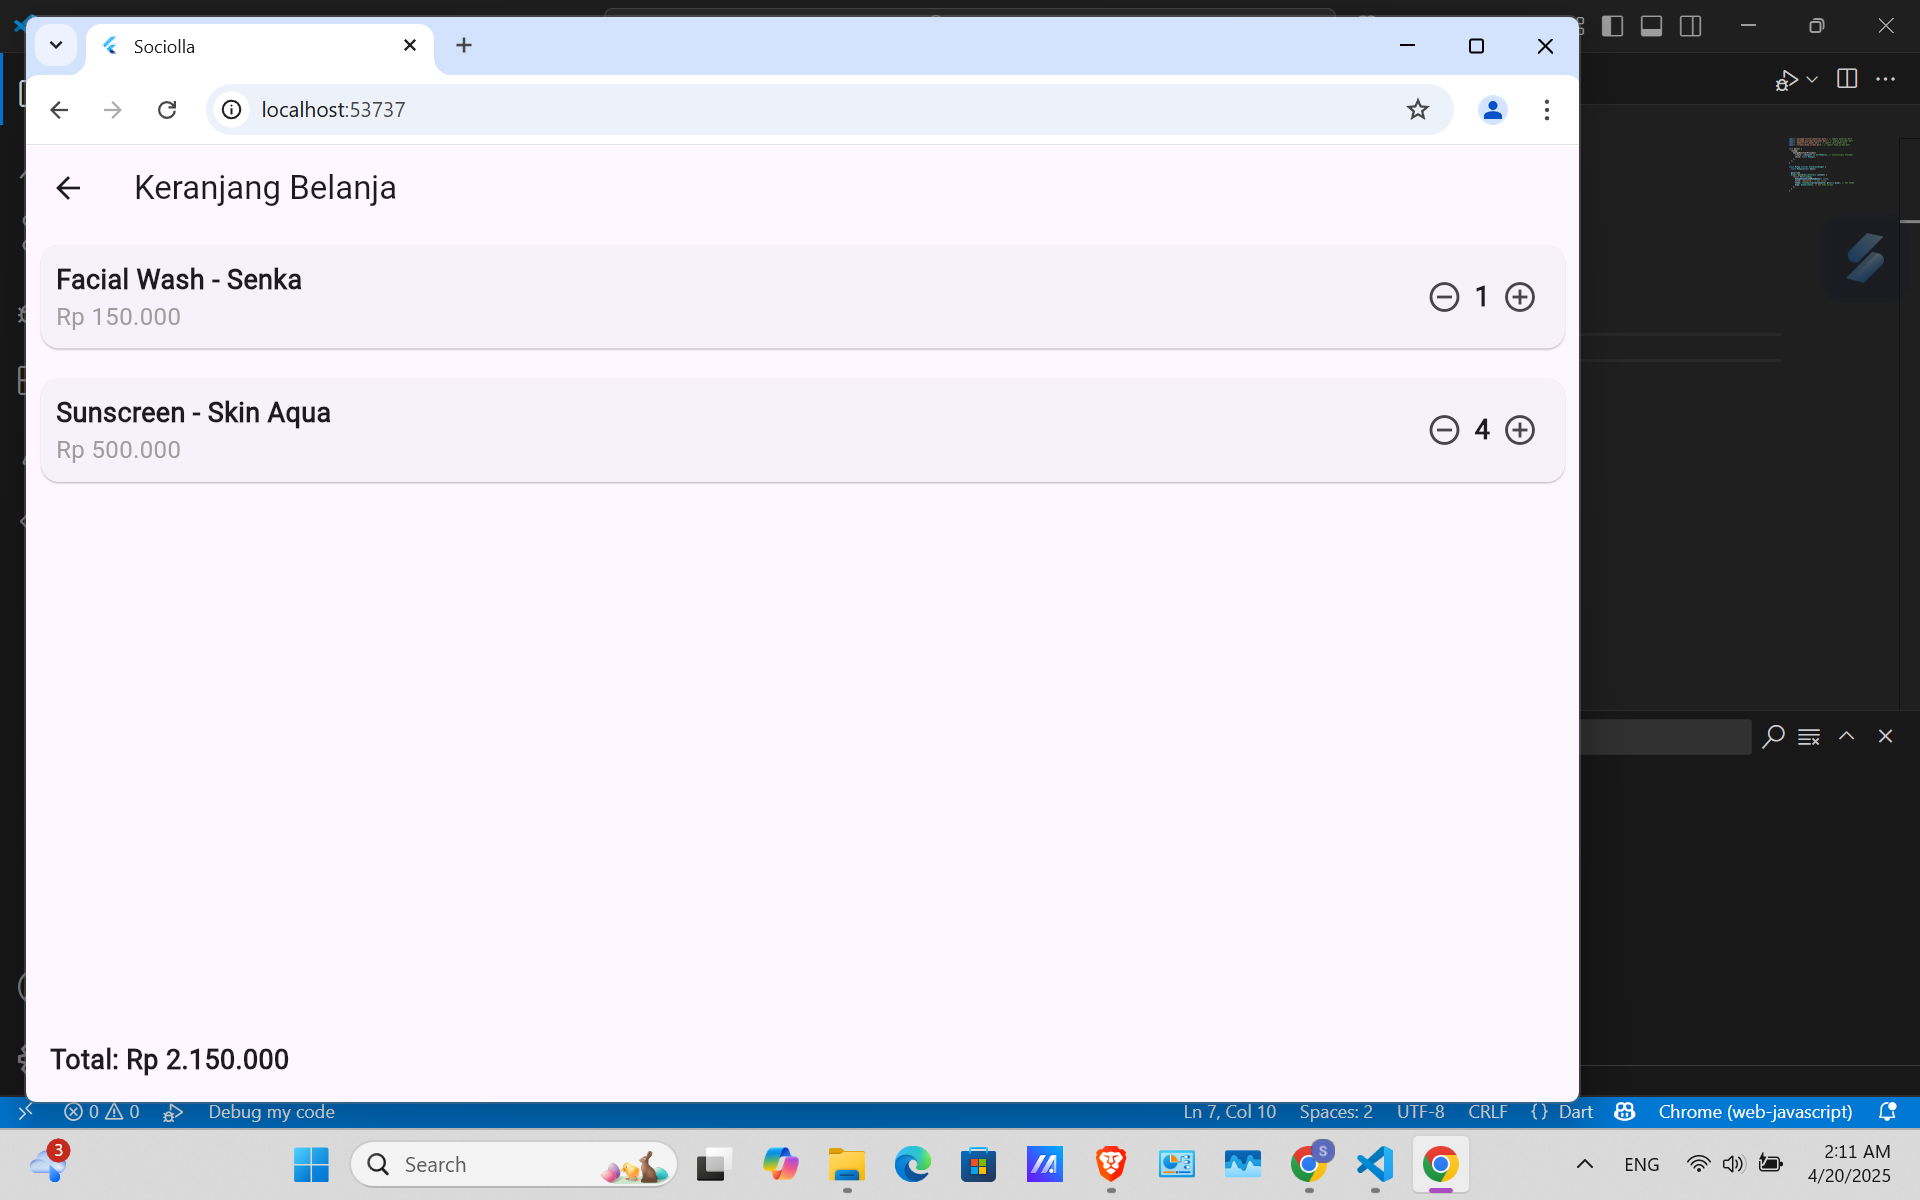 Sociolla
localhost:53737
Keranjang Belanja
Facial Wash - Senka
Rp 150.000
1
Sunscreen - Skin Aqua
Rp 500.000
4
Total: Rp 2.150.000
0 0 Debug my code Ln 7, Col 10 Spaces: 2 UTF-8 CRLF {} Dart Chrome (web-javascript)
3
Search
S
ENG
2:11 AM
4/20/2025